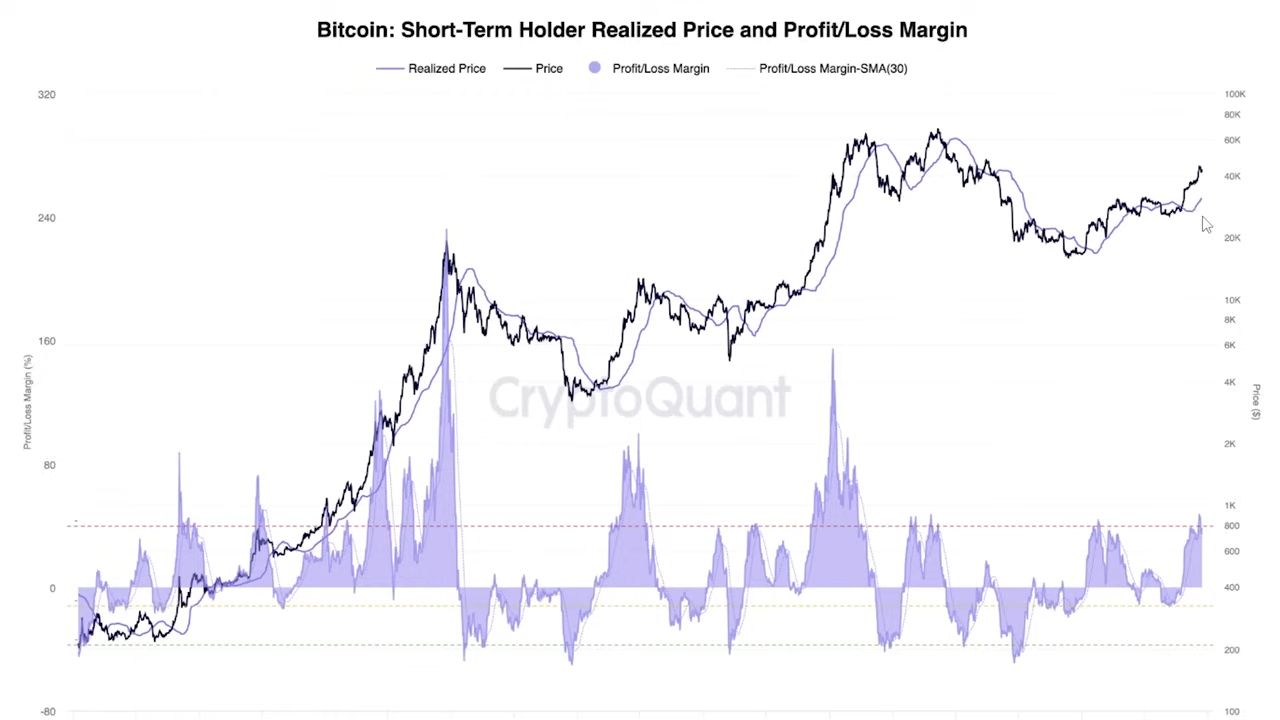 Bitcoin: Short-Term Holder Realized Price and Profit/Loss Margin
Realized Price Price Profit/Loss Margin Profit/Loss Margin-SMA(30)
320
240
160
80
0
-80
Profit/Loss Margin (%)
CryptoQuant
100K
80K
60K
40K
20K
10K
8K
6K
4K
2K
1K
800
600
400
200
100
Price ($)